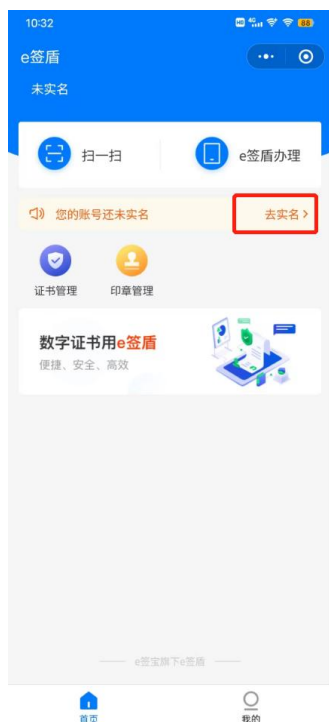 10:32
HD 4G 88
e签盾
未实名
扫一扫
e签盾办理
您的账号还未实名
去实名 >
证书管理
印章管理
数字证书用e签盾
便捷、安全、高效
e签宝旗下e签盾
首页
我的